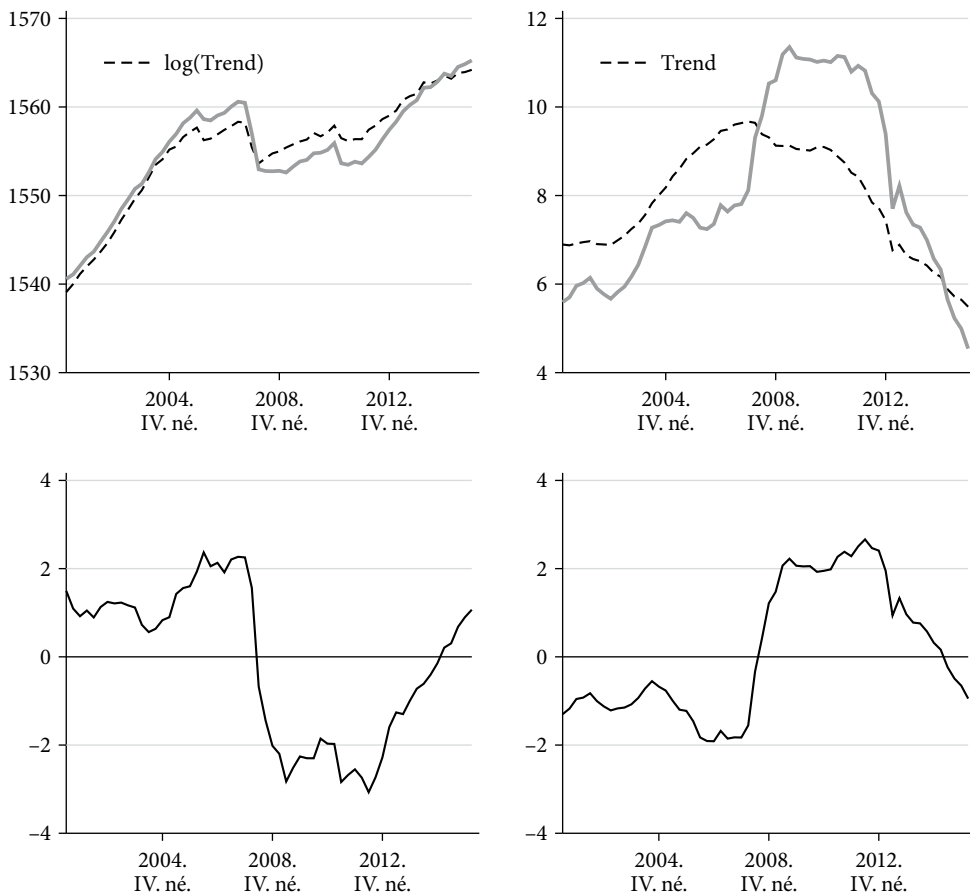 1570
1560
1550
1540
1530
log(Trend)
2004.
IV. né.
2008.
IV. né.
2012.
IV. né.
12
10
8
6
4
Trend
2004.
IV. né.
2008.
IV. né.
2012.
IV. né.
4
2
0
–2
–4
2004.
IV. né.
2008.
IV. né.
2012.
IV. né.
4
2
0
–2
–4
2004.
IV. né.
2008.
IV. né.
2012.
IV. né.